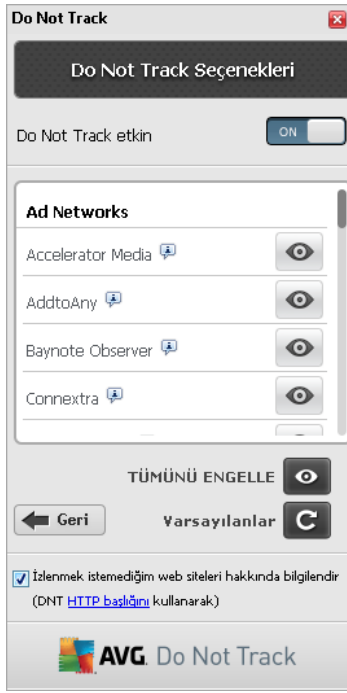 Do Not Track
Do Not Track Seçenekleri
Do Not Track etkin
ON
Ad Networks
Accelerator Media
AddtoAny
Baynote Observer
Connextra
TÜMÜNÜ ENGELLE
Geri
Varsayılanlar
İzlenmek istemediğim web siteleri hakkında bilgilendir
(DNT HTTP başlığını kullanarak)
AVG. Do Not Track